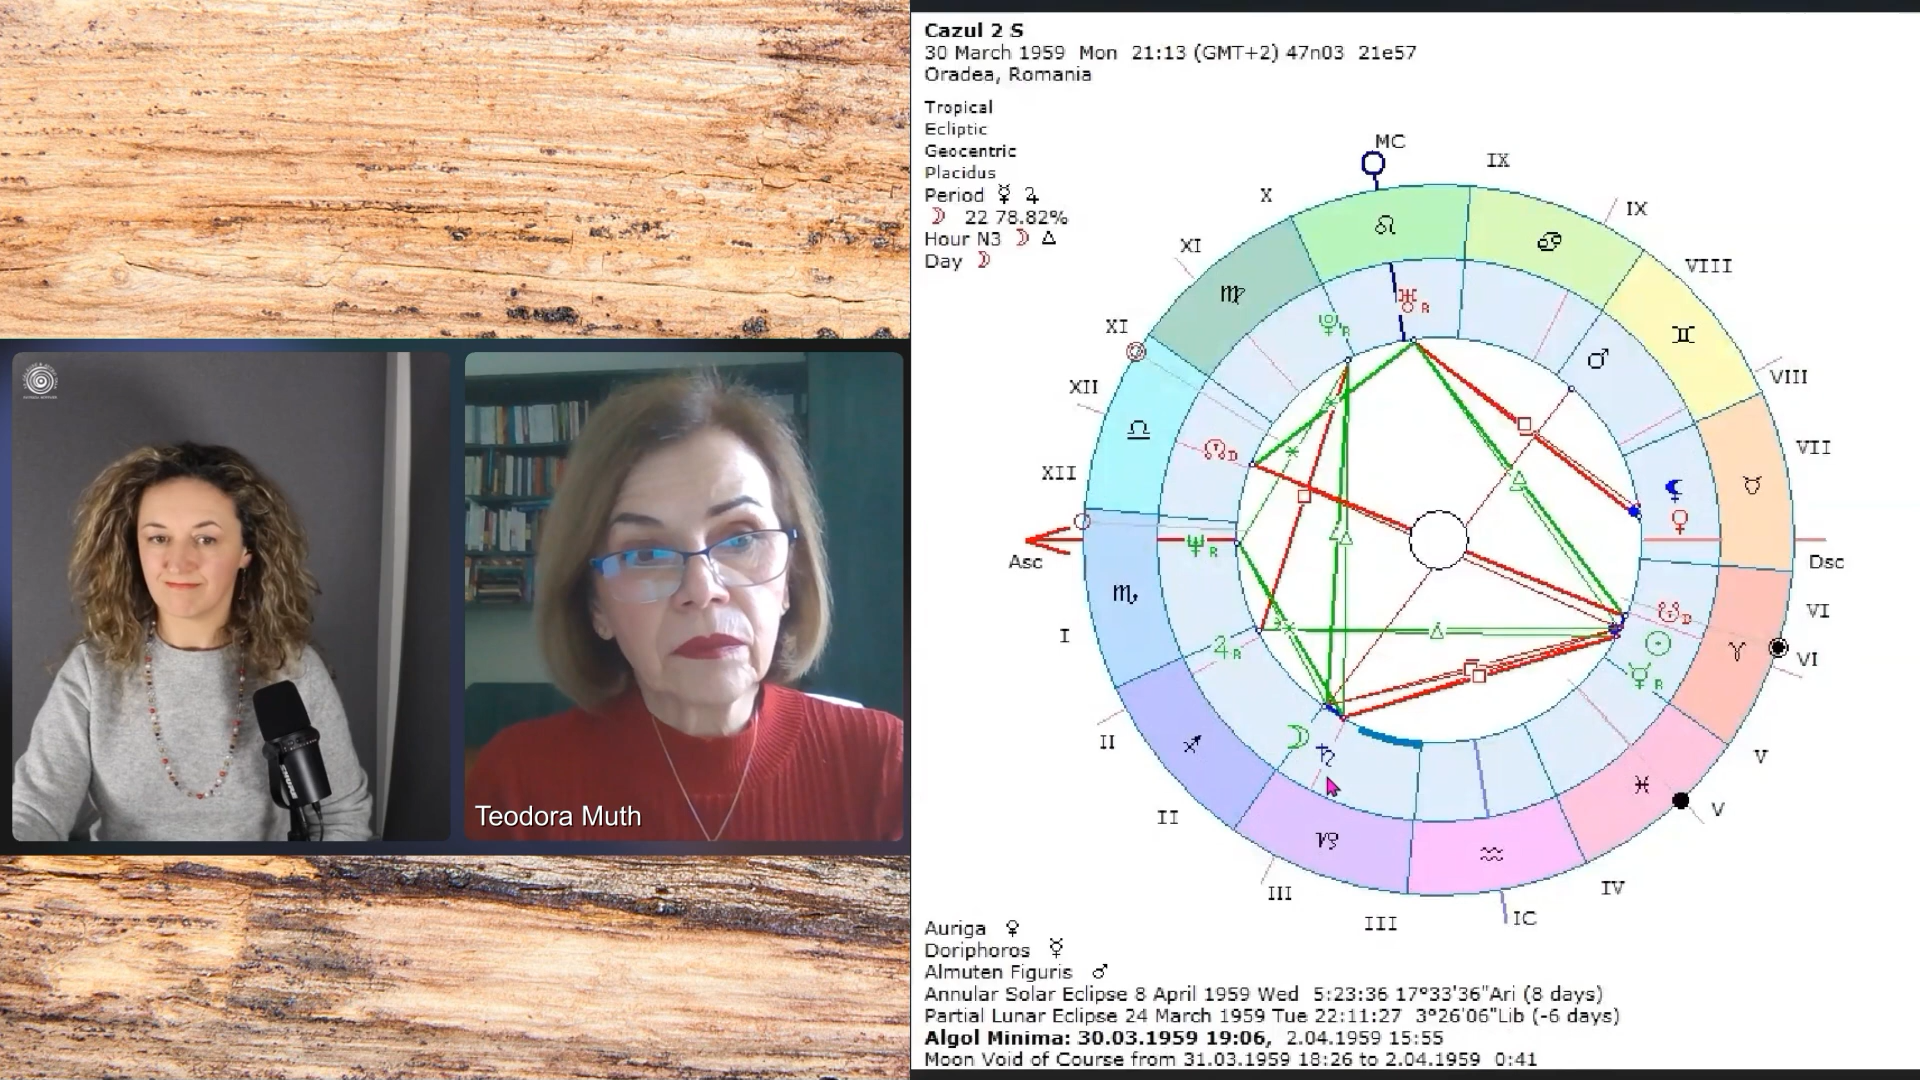 Teodora Muth
Cazul 2 S
30 March 1959 Mon 21:13 (GMT+2) 47n03 21e57
Oradea, Romania
Tropical
Ecliptic
Geocentric
Placidus
Period ☿ ♃
☽ 22 78.82%
Hour N3 ☽ △
Day ☽
MC
IX
X
IX
XI
VIII
XI
VIII
XII
VII
XII
Asc
Dsc
VI
I
VI
II
V
II
V
III
IV
III
IC
Auriga ♀
Doriphoros ☿
Almuten Figuris ♂
Annular Solar Eclipse 8 April 1959 Wed 5:23:36 17°33'36"Ari (8 days)
Partial Lunar Eclipse 24 March 1959 Tue 22:11:27 3°26'06"Lib (-6 days)
Algol Minima: 30.03.1959 19:06, 2.04.1959 15:55
Moon Void of Course from 31.03.1959 18:26 to 2.04.1959 0:41